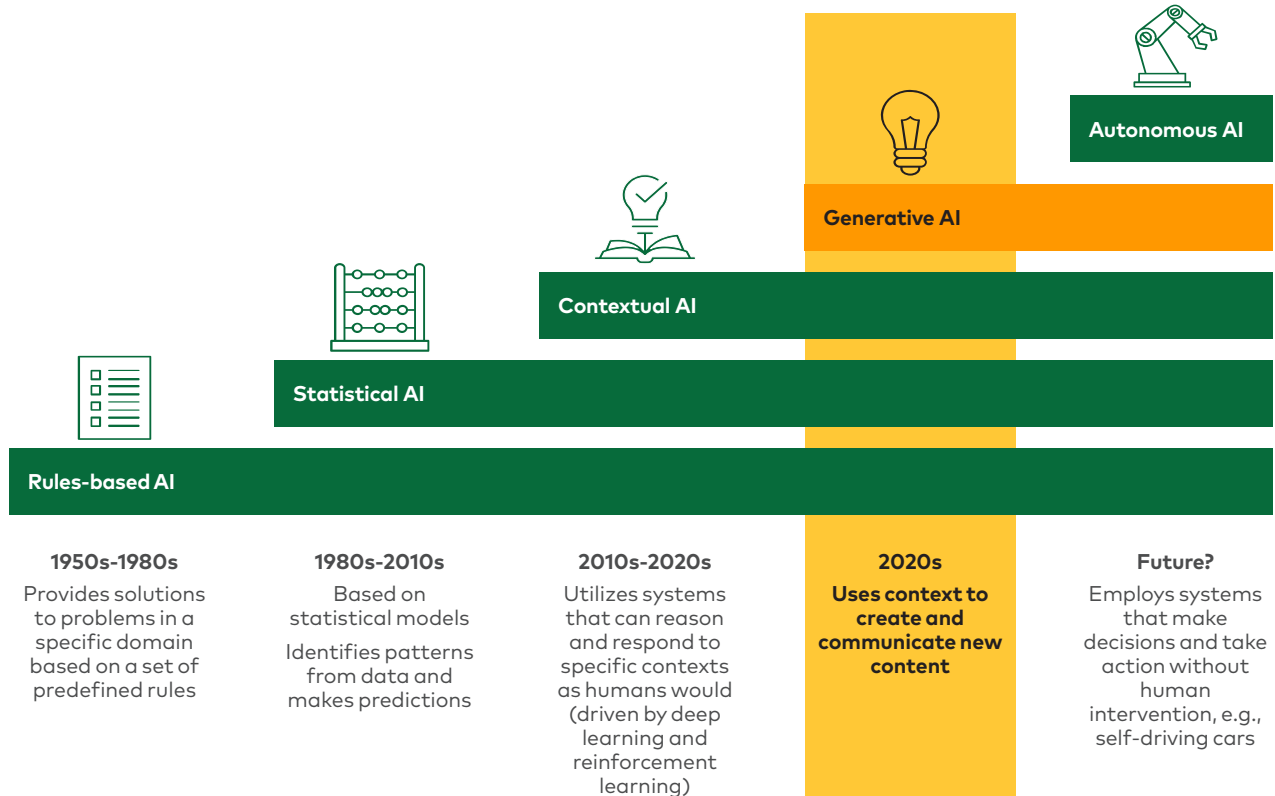 Autonomous AI
Generative AI
Contextual AI
Statistical AI
Rules-based AI
1950s-1980s
Provides solutions
to problems in a
specific domain
based on a set of
predefined rules
1980s-2010s
Based on
statistical models
Identifies patterns
from data and
makes predictions
2010s-2020s
Utilizes systems
that can reason
and respond to
specific contexts
as humans would
(driven by deep
learning and
reinforcement
learning)
2020s
Uses context to
create and
communicate new
content
Future?
Employs systems
that make
decisions and take
action without
human
intervention, e.g.,
self-driving cars